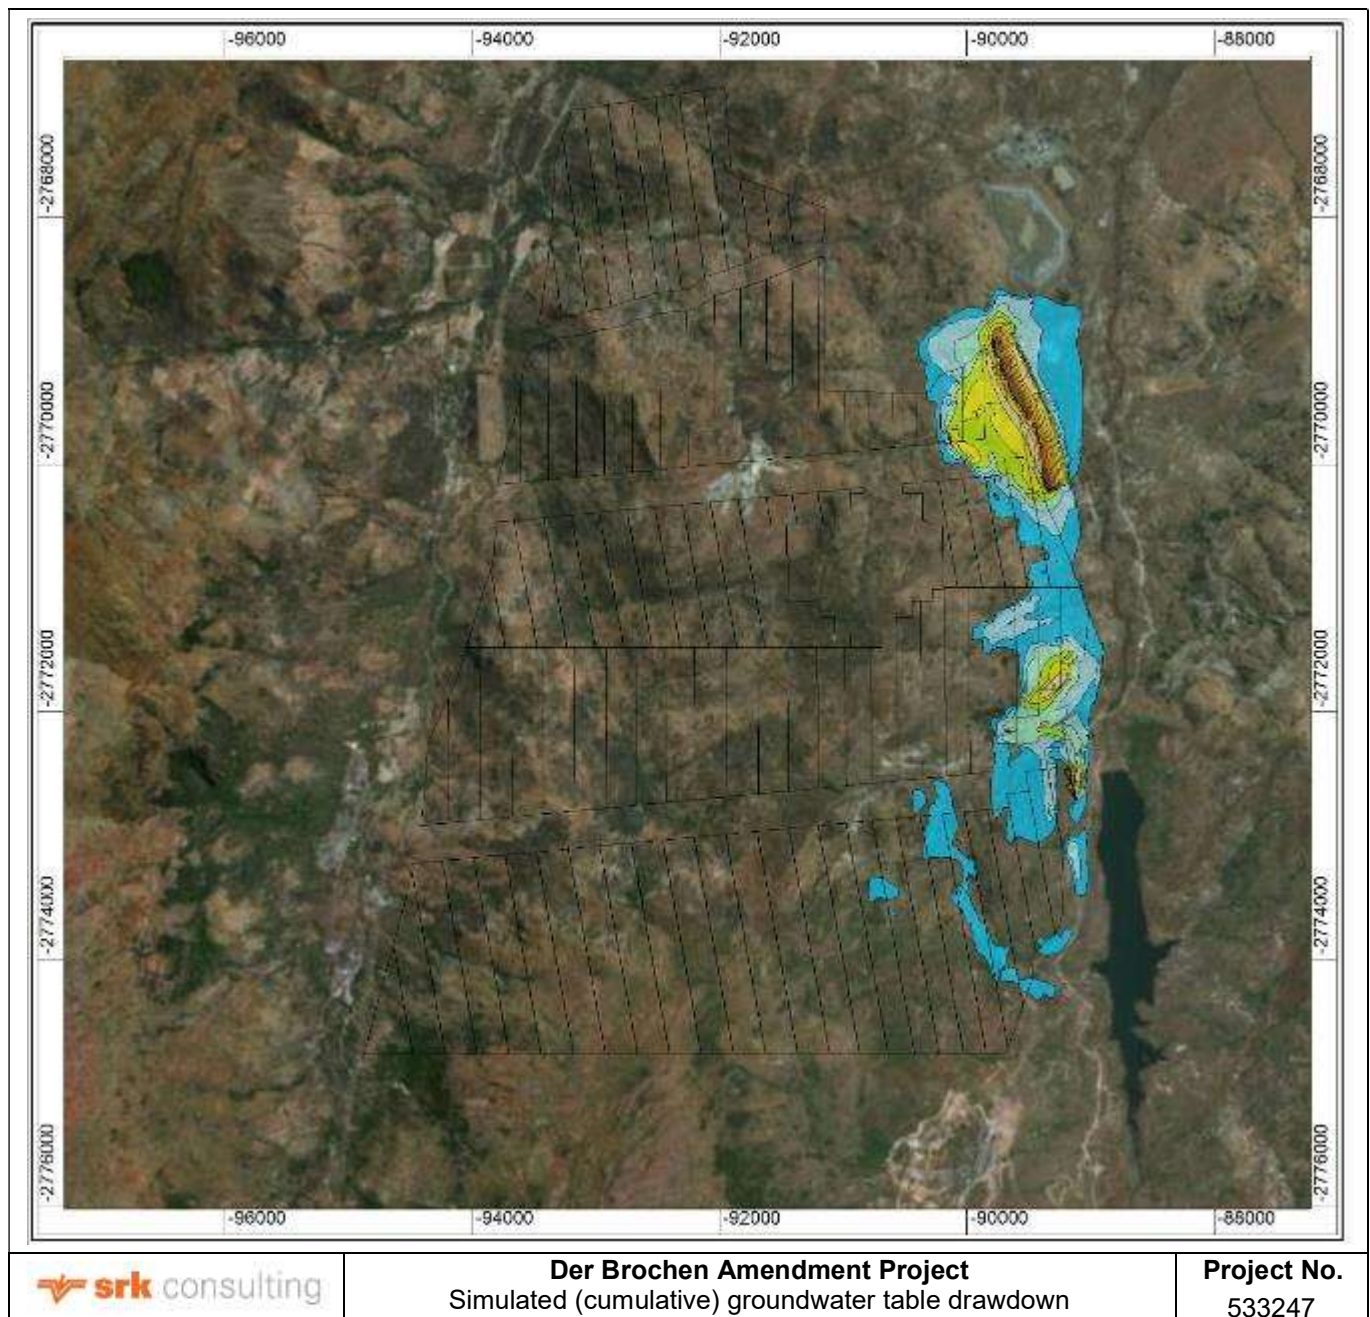 -96000 -94000 -92000 -90000 -88000
-2768000 -2768000
-2770000 -2770000
-2772000 -2772000
-2774000 -2774000
-2776000 -2776000
-96000 -94000 -92000 -90000 -88000
srk consulting
Der Brochen Amendment Project
Simulated (cumulative) groundwater table drawdown
Project No.
533247